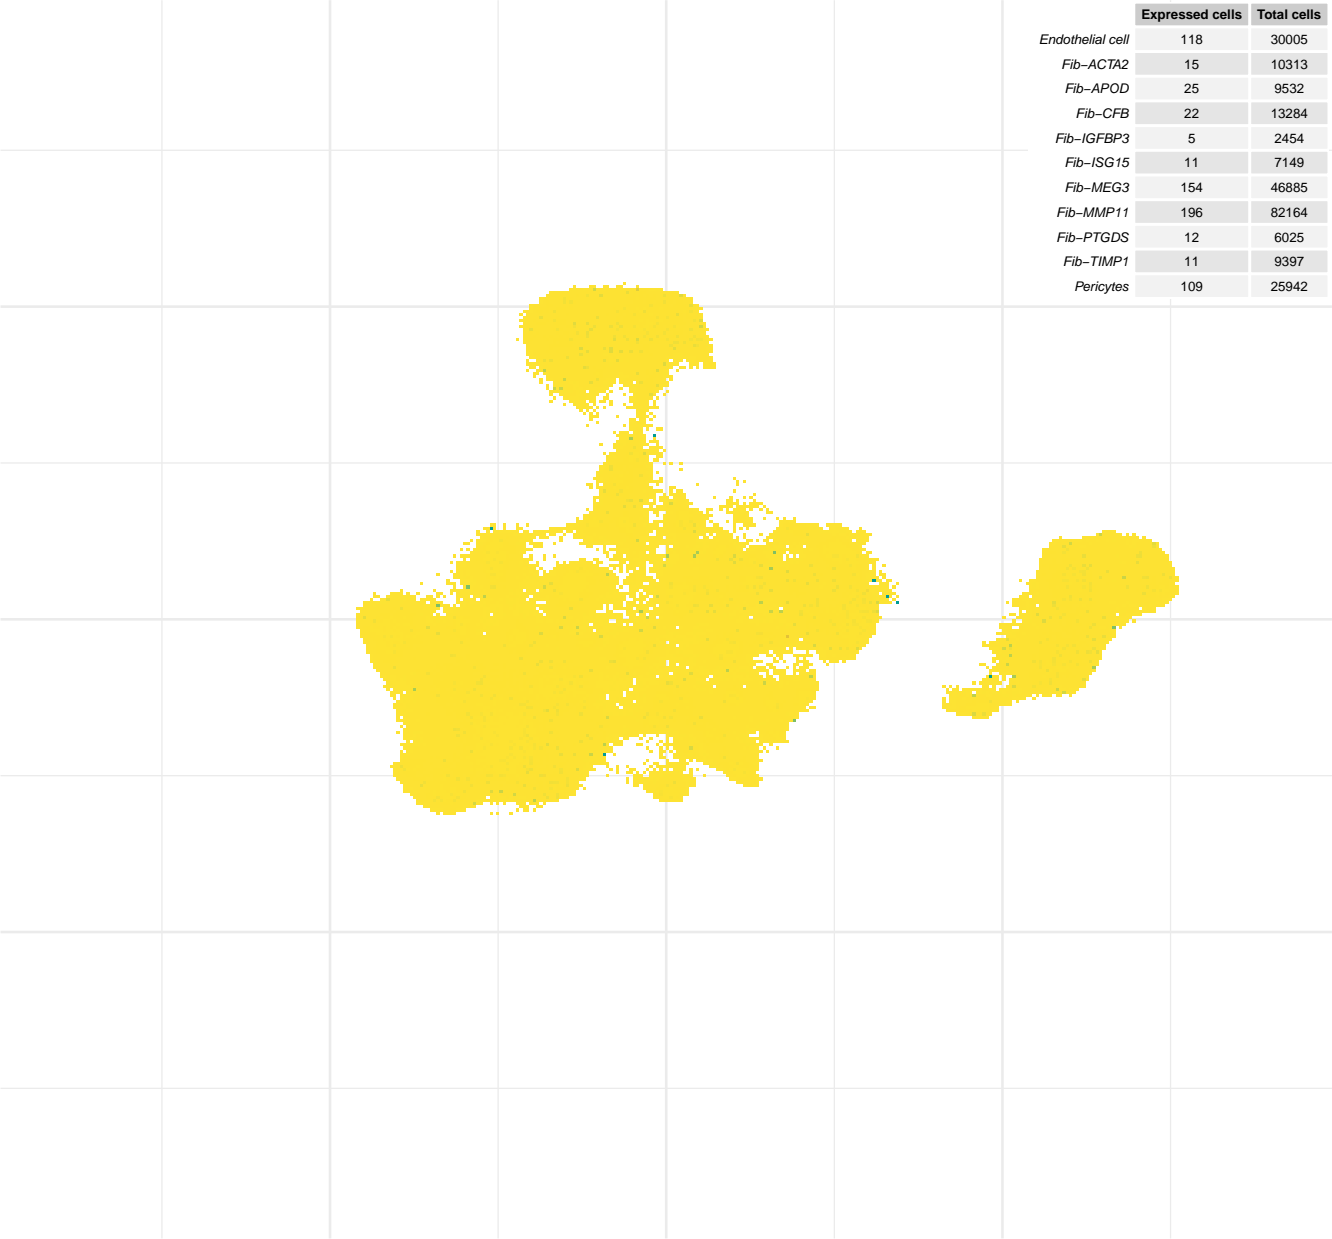 Expressed cells Total cells
Endothelial cell 118 30005
Fib−ACTA2 15 10313
Fib−APOD 25 9532
Fib−CFB 22 13284
Fib−IGFBP3 5 2454
Fib−ISG15 11 7149
Fib−MEG3 154 46885
Fib−MMP11 196 82164
Fib−PTGDS 12 6025
Fib−TIMP1 11 9397
Pericytes 109 25942